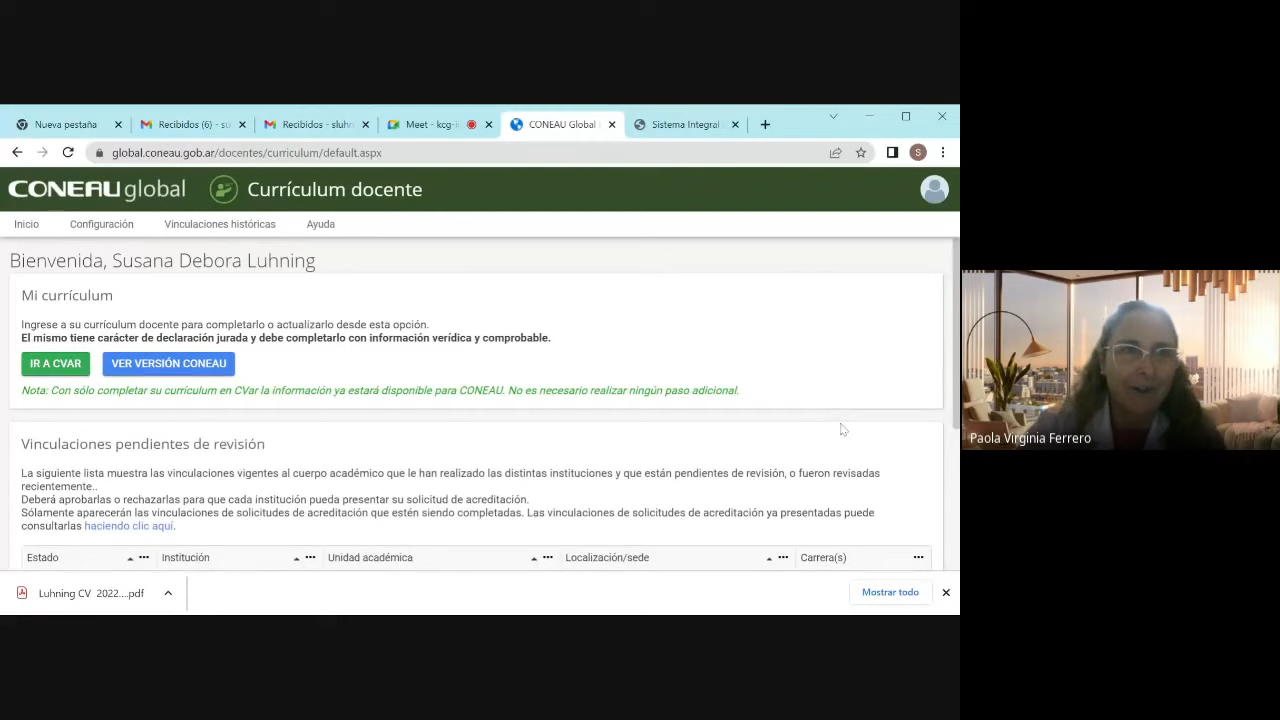 Nueva pestaña
Recibidos (6) - su
Recibidos - sluhn
Meet - kcg-i
CONEAU Global
Sistema Integral
global.coneau.gob.ar/docentes/curriculum/default.aspx
S
CONEAU global
Currículum docente
Inicio
Configuración
Vinculaciones históricas
Ayuda
Bienvenida, Susana Debora Luhning
Mi currículum
Ingrese a su currículum docente para completarlo o actualizarlo desde esta opción.
El mismo tiene carácter de declaración jurada y debe completarlo con información verídica y comprobable.
IR A CVAR
VER VERSIÓN CONEAU
Nota: Con sólo completar su currículum en CVar la información ya estará disponible para CONEAU. No es necesario realizar ningún paso adicional.
Vinculaciones pendientes de revisión
La siguiente lista muestra las vinculaciones vigentes al cuerpo académico que le han realizado las distintas instituciones y que están pendientes de revisión, o fueron revisadas
recientemente..
Deberá aprobarlas o rechazarlas para que cada institución pueda presentar su solicitud de acreditación.
Sólamente aparecerán las vinculaciones de solicitudes de acreditación que estén siendo completadas. Las vinculaciones de solicitudes de acreditación ya presentadas puede
consultarlas haciendo clic aquí.
Estado
Institución
Unidad académica
Localización/sede
Carrera(s)
Luhning CV 2022....pdf
Mostrar todo
Paola Virginia Ferrero